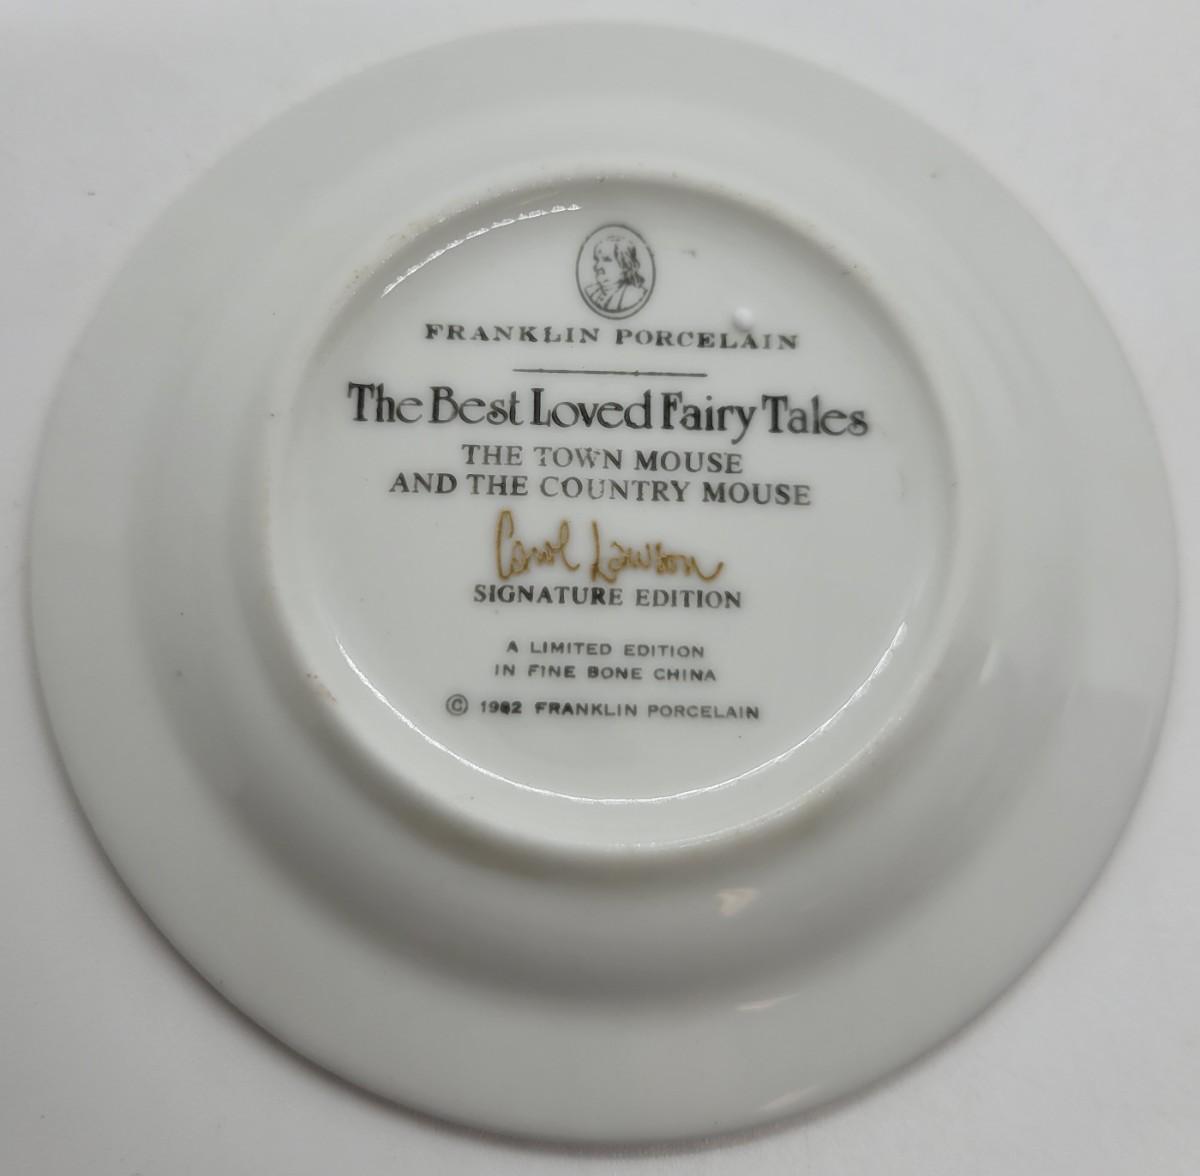 FRANKLIN PORCELAIN
The Best Loved Fairy Tales
THE TOWN MOUSE
AND THE COUNTRY MOUSE
Carol Lawson
SIGNATURE EDITION
A LIMITED EDITION
IN FINE BONE CHINA
© 1982 FRANKLIN PORCELAIN